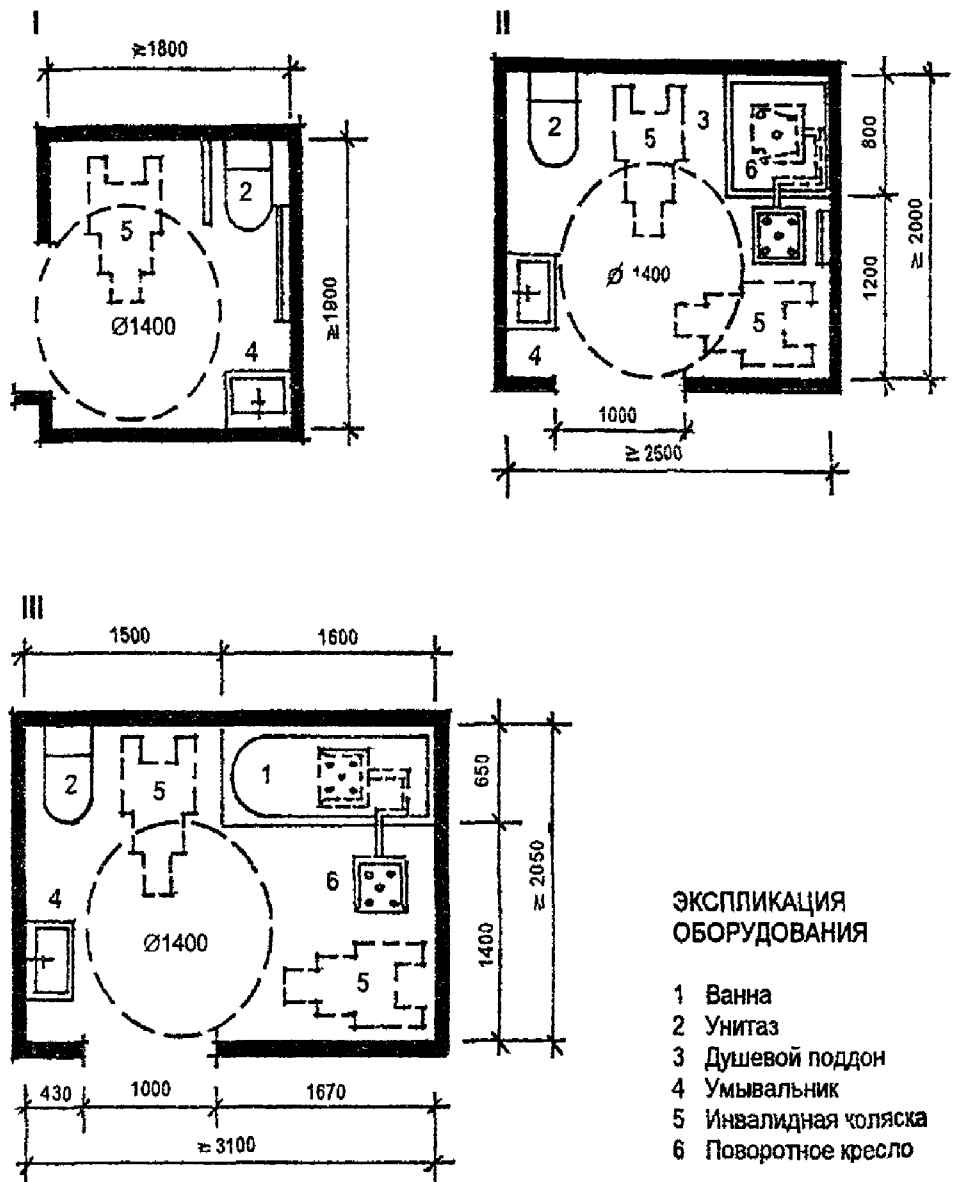 I
≥1800
2
5
Ø1400
≥1900
4
II
2
5
3
6
800
≥ 2000
Ø 1400
1200
5
4
1000
≥ 2500
III
1500
1600
2
5
1
650
≥ 2050
4
6
Ø1400
1400
5
430
1000
1670
≥ 3100
ЭКСПЛИКАЦИЯ
ОБОРУДОВАНИЯ
1 Ванна
2 Унитаз
3 Душевой поддон
4 Умывальник
5 Инвалидная коляска
6 Поворотное кресло